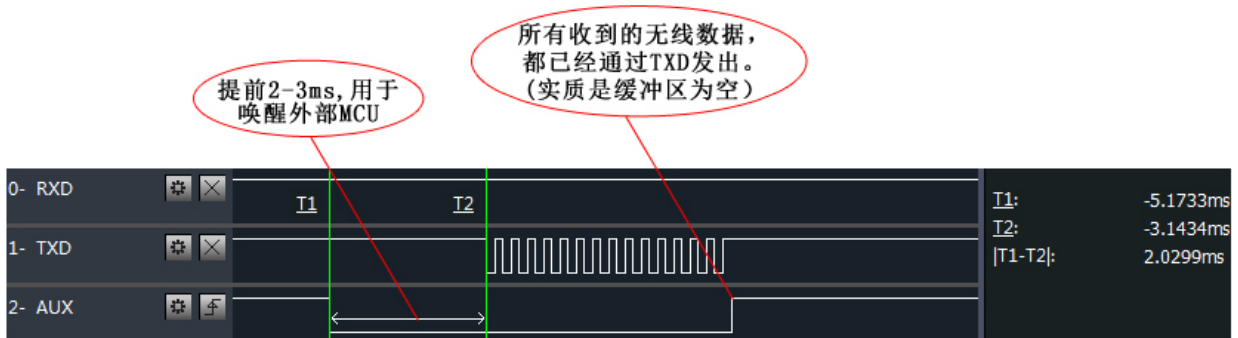 所有收到的无线数据，
都已经通过TXD发出。
(实质是缓冲区为空)
提前2-3ms,用于
唤醒外部MCU
0- RXD
T1
T2
T1: -5.1733ms
T2: -3.1434ms
1- TXD
|T1-T2|: 2.0299ms
2- AUX